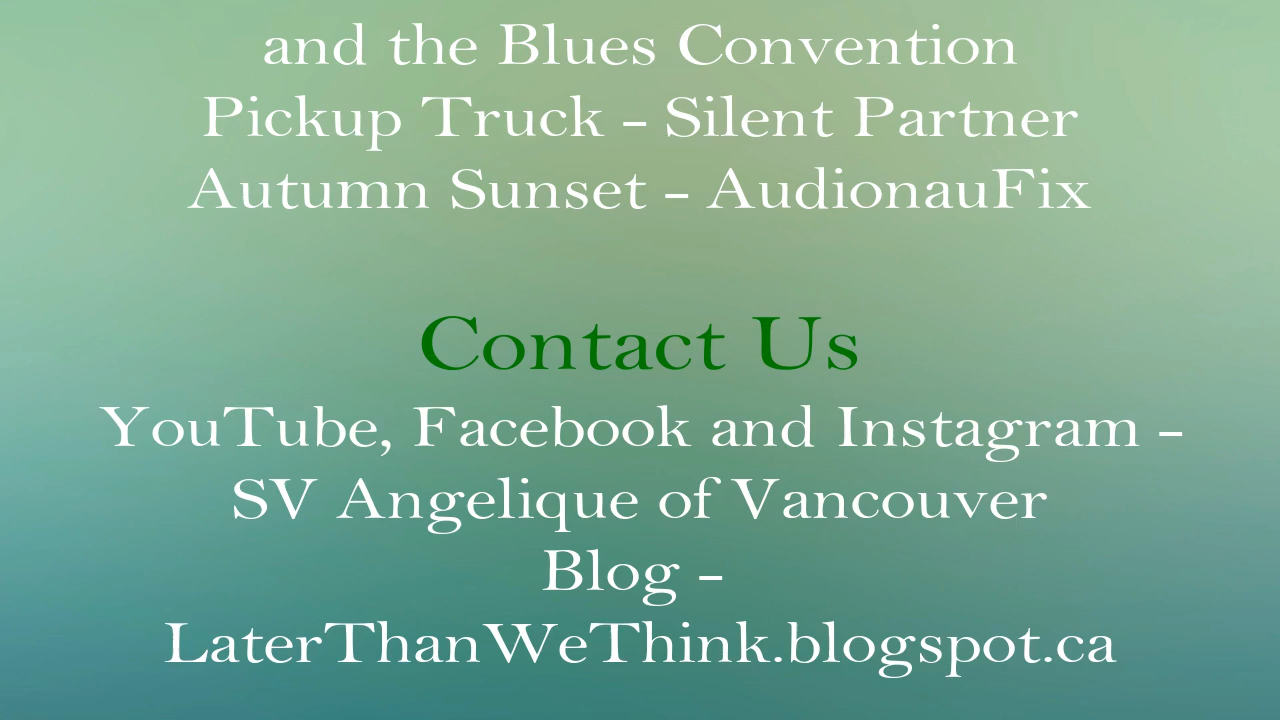 and the Blues Convention
Pickup Truck - Silent Partner
Autumn Sunset - AudionauFix
Contact Us
YouTube, Facebook and Instagram -
SV Angelique of Vancouver
Blog -
LaterThanWeThink.blogspot.ca